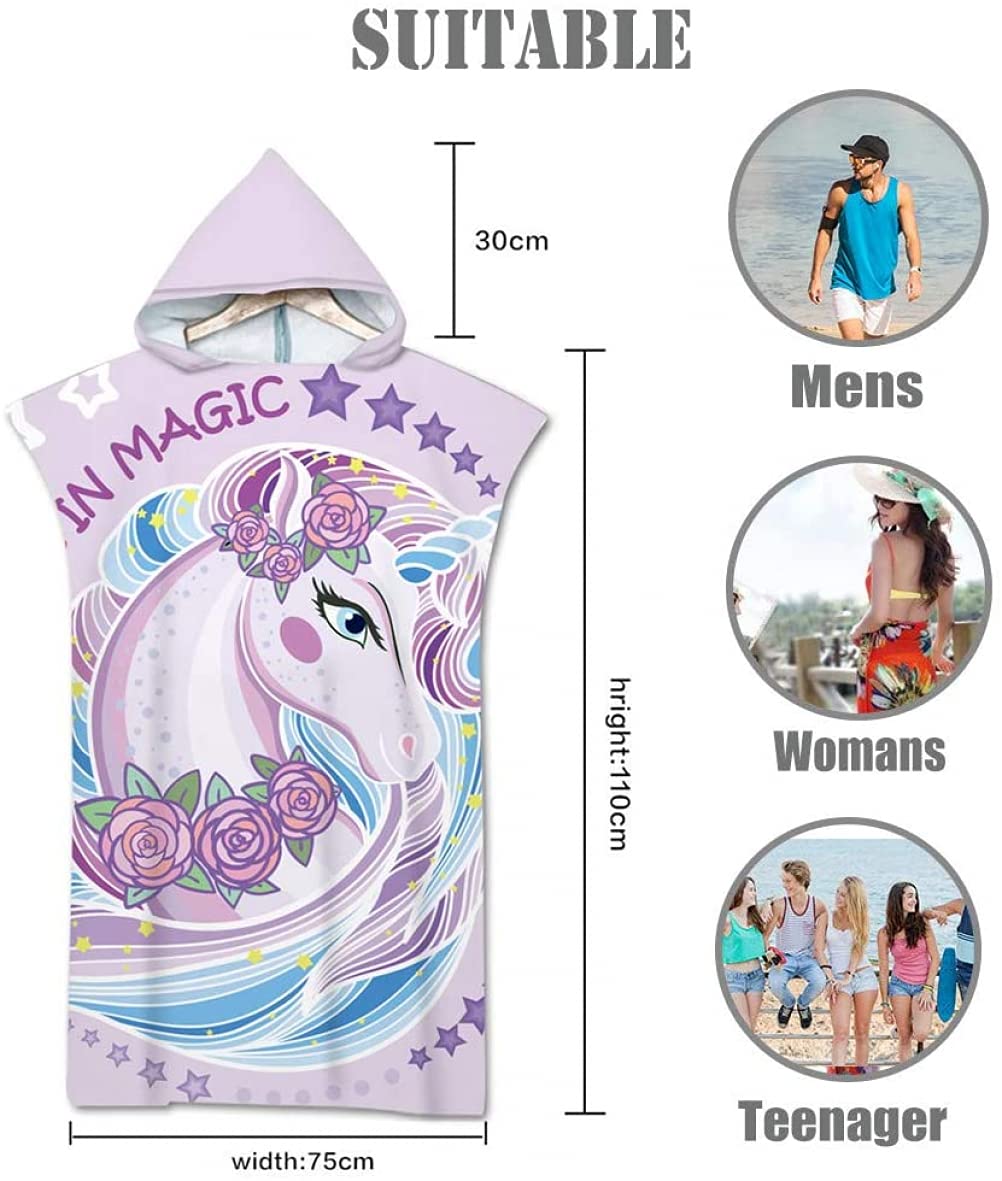 SUITABLE
30cm
IN MAGIC
Mens
hright:110cm
Womans
Teenager
width:75cm